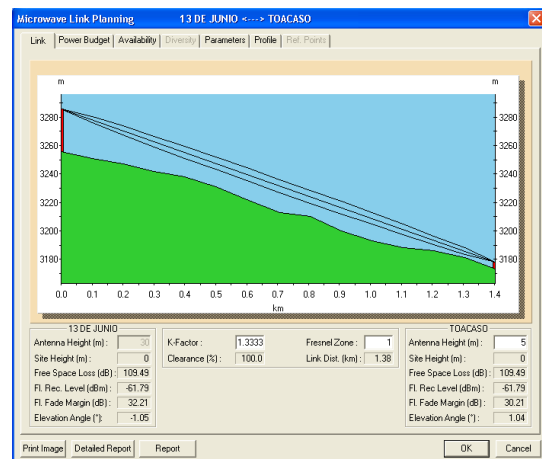 Microwave Link Planning 13 DE JUNIO <---> TOACASO
Link Power Budget Availability Diversity Parameters Profile Ref. Points
m m
3280 3280
3260 3260
3240 3240
3220 3220
3200 3200
3180 3180
0.0 0.1 0.2 0.3 0.4 0.5 0.6 0.7 0.8 0.9 1.0 1.1 1.2 1.3 1.4
km
13 DE JUNIO
Antenna Height (m) : 30
Site Height (m) : 0
Free Space Loss (dB) : 109.49
Fl. Rec. Level (dBm) : -61.79
Fl. Fade Margin (dB) : 32.21
Elevation Angle (°): -1.05
K-Factor : 1.3333 Fresnel Zone : 1
Clearance (%) : 100.0 Link Dist. (km) : 1.38
TOACASO
Antenna Height (m) : 5
Site Height (m) : 0
Free Space Loss (dB) : 109.49
Fl. Rec. Level (dBm) : -63.79
Fl. Fade Margin (dB) : 30.21
Elevation Angle (°): 1.04
Print Image Detailed Report Report OK Cancel